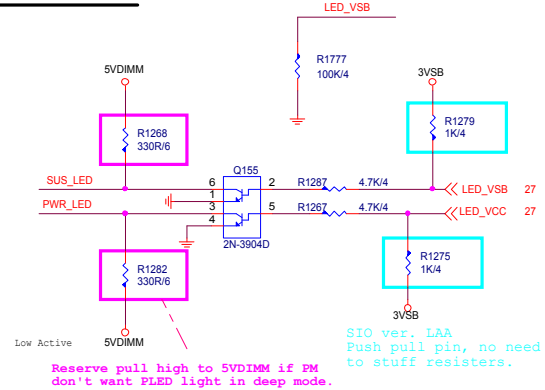 LED_VSB
R1777
100K/4
5VDIMM
3VSB
R1268
330R/6
R1279
1K/4
Q155
SUS_LED
6
2
R1287
4.7K/4
LED_VSB 27
1
PWR_LED
3
5
R1267
4.7K/4
LED_VCC 27
4
2N-3904D
R1282
330R/6
R1275
1K/4
3VSB
Low Active
5VDIMM
SIO ver. LAA
Push pull pin, no need
to stuff resisters.
Reserve pull high to 5VDIMM if PM
don't want PLED light in deep mode.